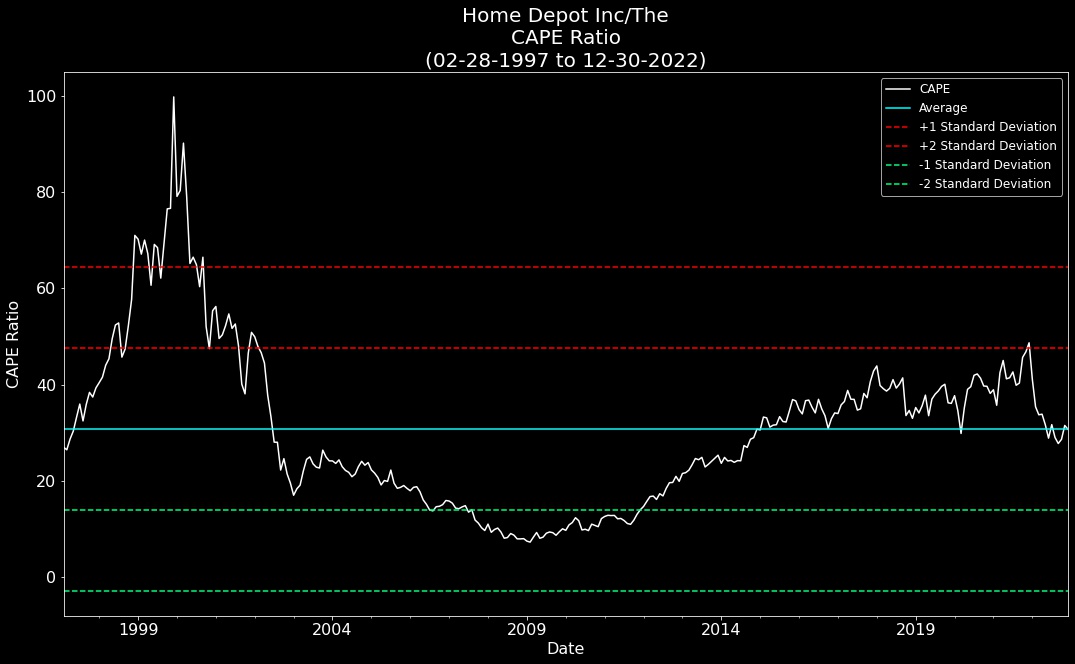 Home Depot Inc/The
CAPE Ratio
(02-28-1997 to 12-30-2022)
CAPE
Average
+1 Standard Deviation
+2 Standard Deviation
-1 Standard Deviation
-2 Standard Deviation
CAPE Ratio
100
80
60
40
20
0
1999
2004
2009
2014
2019
Date